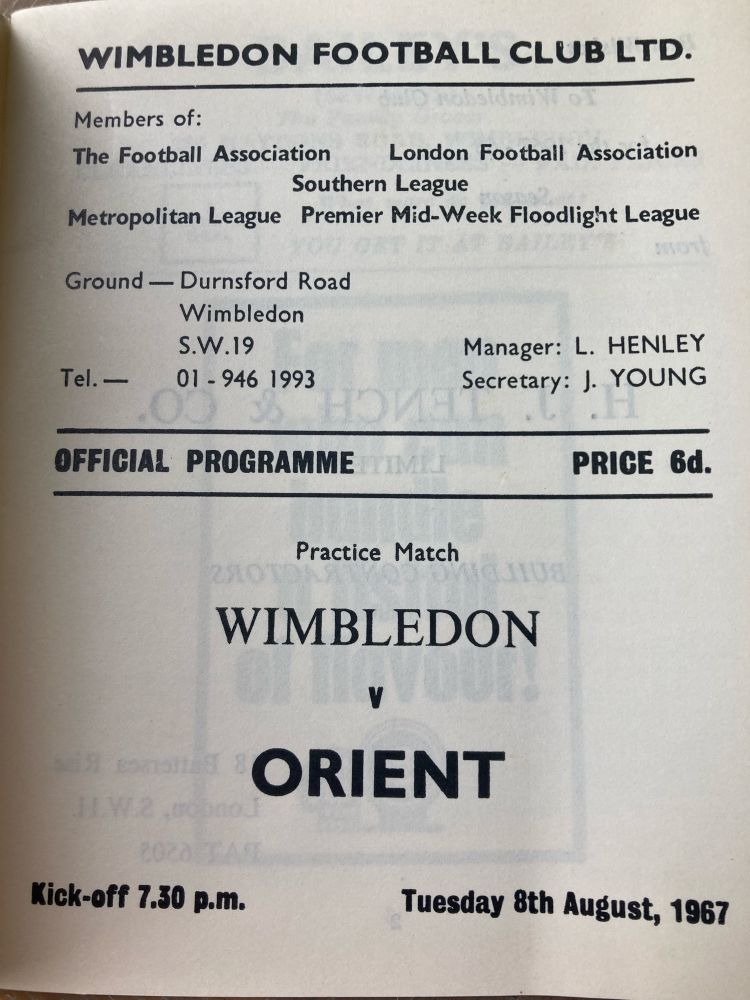 WIMBLEDON FOOTBALL CLUB LTD.
Members of:
The Football Association London Football Association
Southern League
Metropolitan League Premier Mid-Week Floodlight League
Ground — Durnsford Road
Wimbledon
S.W.19 Manager: L. HENLEY
Tel. — 01 - 946 1993 Secretary: J. YOUNG
OFFICIAL PROGRAMME PRICE 6d.
Practice Match
WIMBLEDON
v
ORIENT
Kick-off 7.30 p.m. Tuesday 8th August, 1967